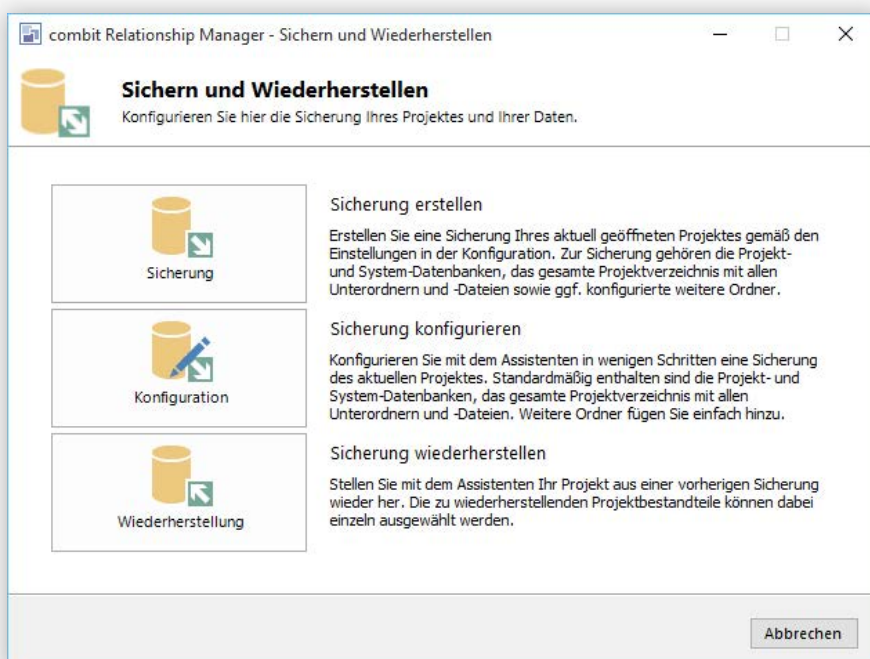 combit Relationship Manager - Sichern und Wiederherstellen
Sichern und Wiederherstellen
Konfigurieren Sie hier die Sicherung Ihres Projektes und Ihrer Daten.
Sicherung
Sicherung erstellen
Erstellen Sie eine Sicherung Ihres aktuell geöffneten Projektes gemäß den
Einstellungen in der Konfiguration. Zur Sicherung gehören die Projekt-
und System-Datenbanken, das gesamte Projektverzeichnis mit allen
Unterordnern und -Dateien sowie ggf. konfigurierte weitere Ordner.
Konfiguration
Sicherung konfigurieren
Konfigurieren Sie mit dem Assistenten in wenigen Schritten eine Sicherung
des aktuellen Projektes. Standardmäßig enthalten sind die Projekt- und
System-Datenbanken, das gesamte Projektverzeichnis mit allen
Unterordnern und -Dateien. Weitere Ordner fügen Sie einfach hinzu.
Wiederherstellung
Sicherung wiederherstellen
Stellen Sie mit dem Assistenten Ihr Projekt aus einer vorherigen Sicherung
wieder her. Die zu wiederherstellenden Projektbestandteile können dabei
einzeln ausgewählt werden.
Abbrechen